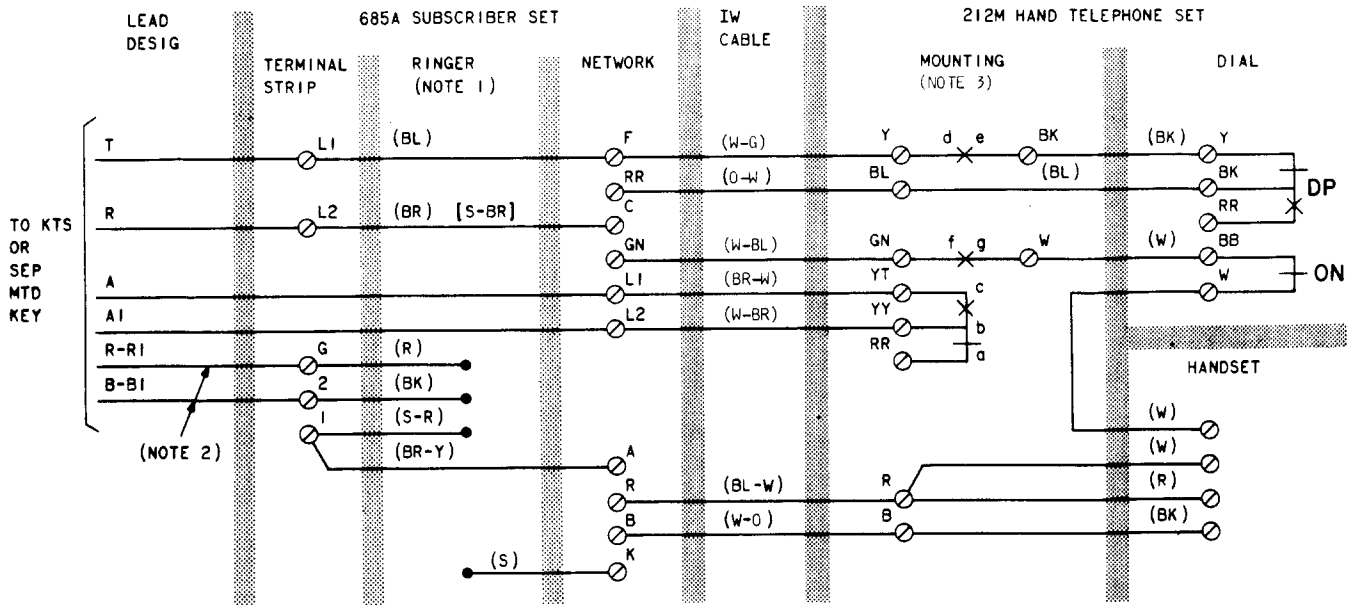 LEAD DESIG
685A SUBSCRIBER SET
IW CABLE
212M HAND TELEPHONE SET
TERMINAL STRIP
RINGER (NOTE 1)
NETWORK
MOUNTING (NOTE 3)
DIAL
T L1 (BL) F (W-G) Y d e BK (BK) Y
RR (O-W) BL (BL) BK DP
R L2 (BR) [S-BR] C RR
TO KTS OR SEP MTD KEY
GN (W-BL) GN f g W (W) BB
A L1 (BR-W) YT c W ON
A1 L2 (W-BR) YY b
RR a
R-R1 G (R)
HANDSET
B-B1 2 (BK)
1 (S-R) (W)
(NOTE 2) (BR-Y) A (W)
R (BL-W) R (R)
B (W-O) B (BK)
(S) K